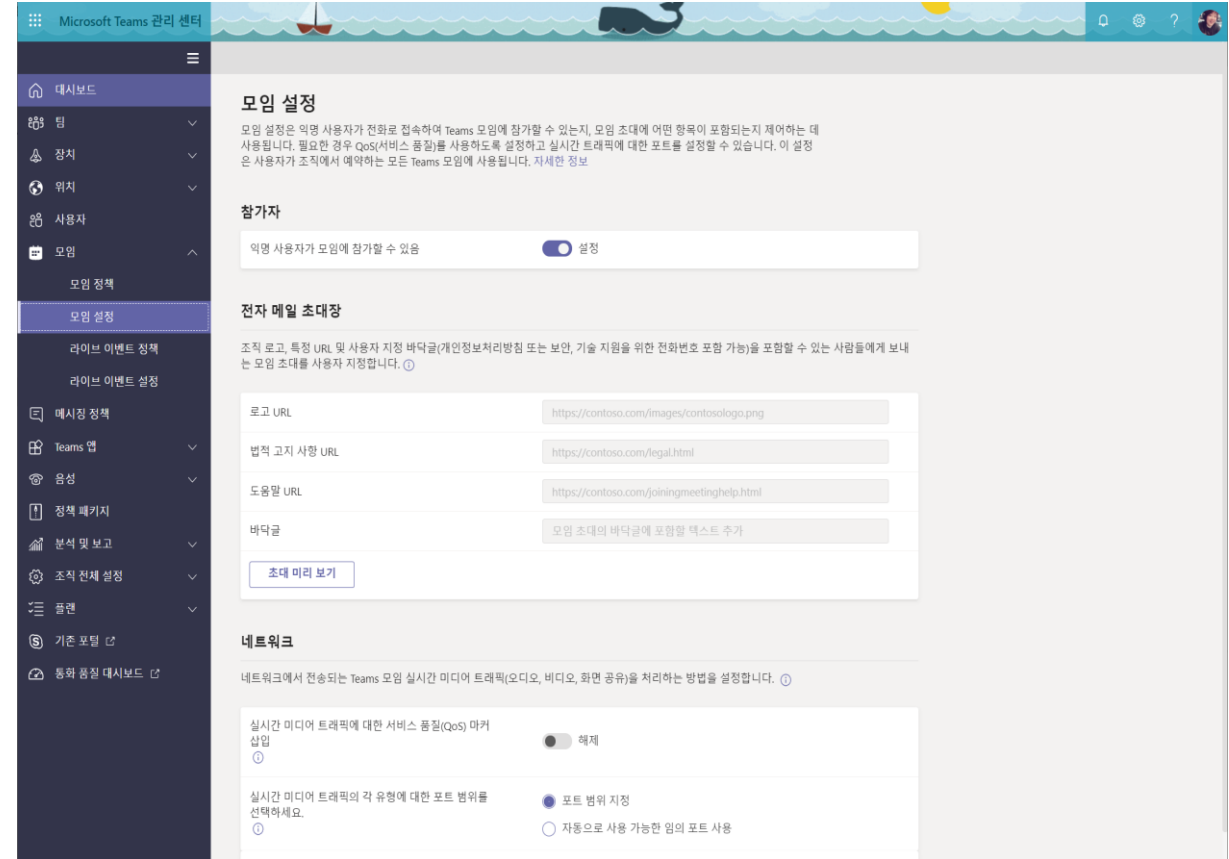 Microsoft Teams 관리 센터
대시보드
팀
장치
위치
사용자
모임
모임 정책
모임 설정
라이브 이벤트 정책
라이브 이벤트 설정
메시징 정책
Teams 앱
음성
정책 패키지
분석 및 보고
조직 전체 설정
플랜
기존 포털
통화 품질 대시보드
모임 설정
모임 설정은 익명 사용자가 전화로 접속하여 Teams 모임에 참가할 수 있는지, 모임 초대에 어떤 항목이 포함되는지 제어하는 데
사용됩니다. 필요한 경우 QoS(서비스 품질)를 사용하도록 설정하고 실시간 트래픽에 대한 포트를 설정할 수 있습니다. 이 설정
은 사용자가 조직에서 예약하는 모든 Teams 모임에 사용됩니다. 자세한 정보
참가자
익명 사용자가 모임에 참가할 수 있음 설정
전자 메일 초대장
조직 로고, 특정 URL 및 사용자 지정 바닥글(개인정보처리방침 또는 보안, 기술 지원을 위한 전화번호 포함 가능)을 포함할 수 있는 사람들에게 보내
는 모임 초대를 사용자 지정합니다.
로고 URL https://contoso.com/images/contosologo.png
법적 고지 사항 URL https://contoso.com/legal.html
도움말 URL https://contoso.com/joiningmeetinghelp.html
바닥글 모임 초대의 바닥글에 포함할 텍스트 추가
초대 미리 보기
네트워크
네트워크에서 전송되는 Teams 모임 실시간 미디어 트래픽(오디오, 비디오, 화면 공유)을 처리하는 방법을 설정합니다.
실시간 미디어 트래픽에 대한 서비스 품질(QoS) 마커
삽입
해제
실시간 미디어 트래픽의 각 유형에 대한 포트 범위를
선택하세요.
포트 범위 지정
자동으로 사용 가능한 임의 포트 사용